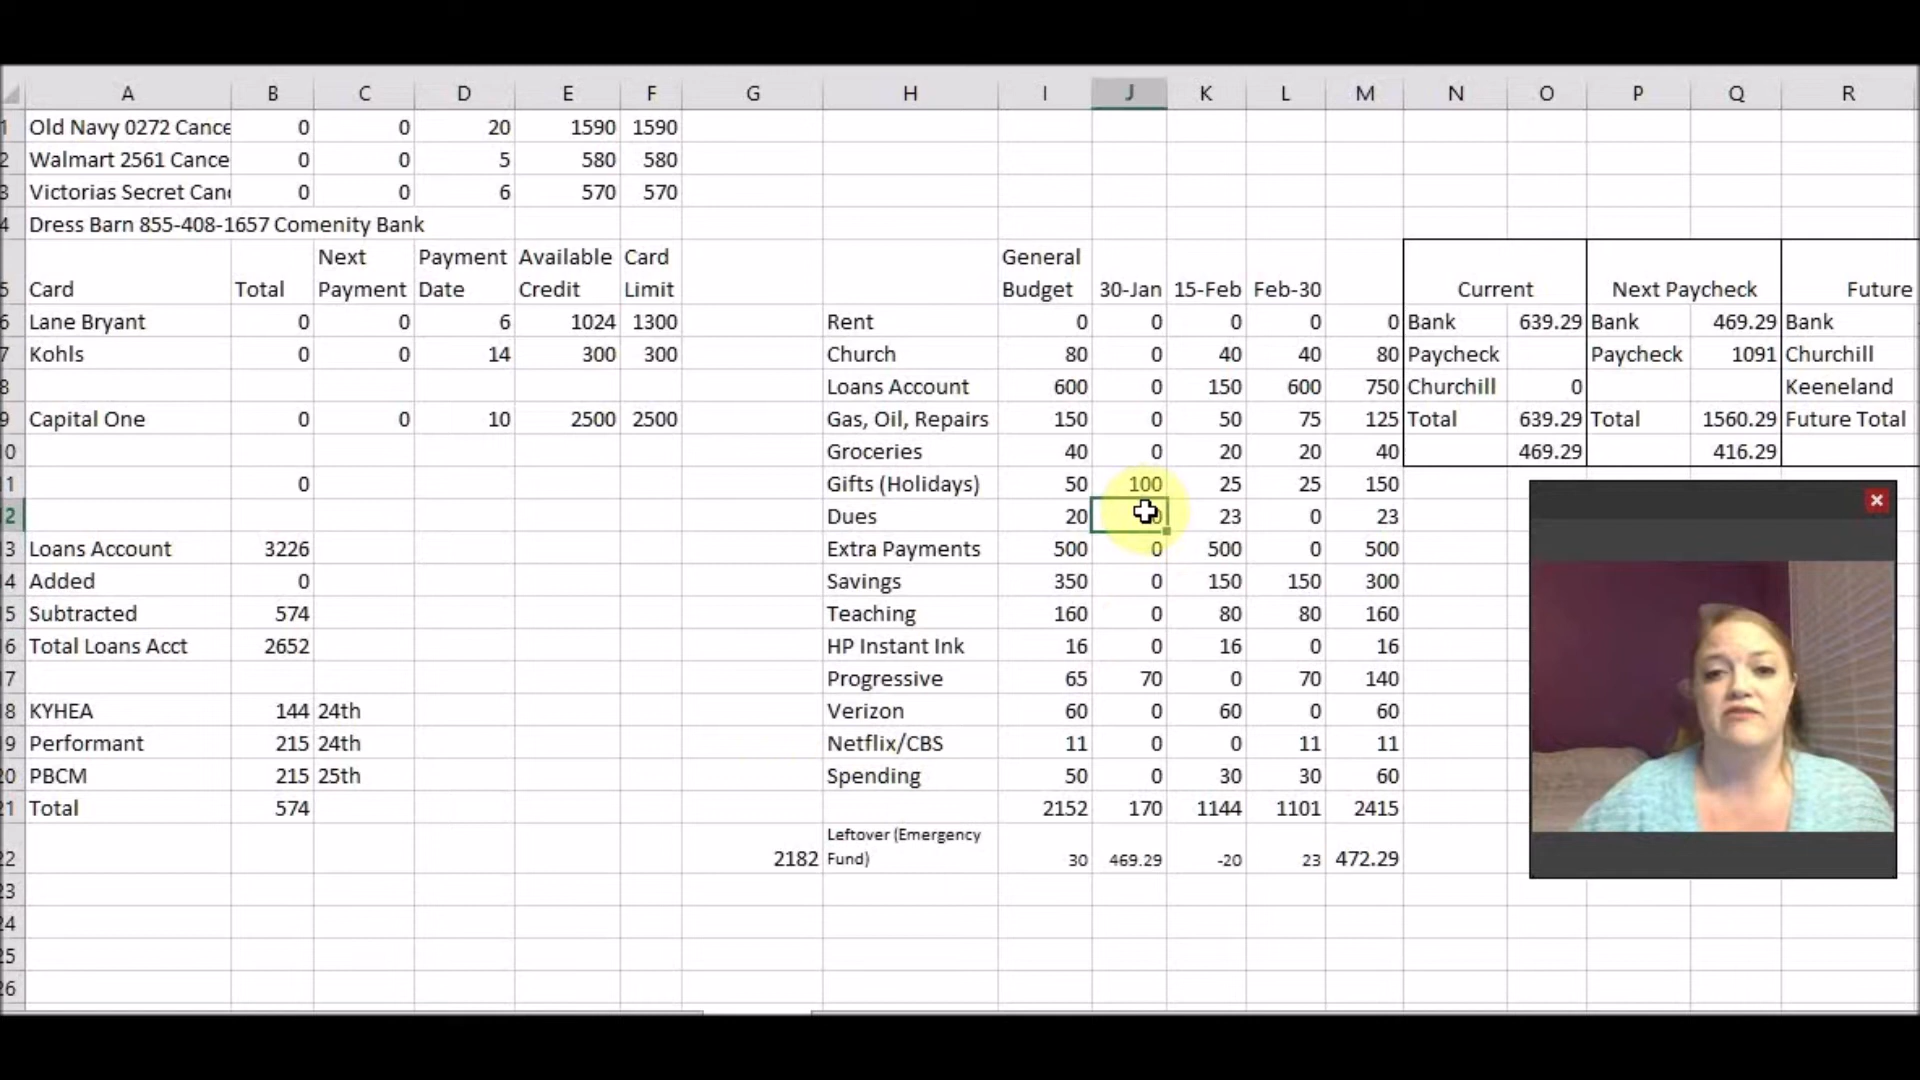 A B C D E F G H I J K L M N O P Q R
1 Old Navy 0272 Cance 0 0 20 1590 1590
2 Walmart 2561 Cance 0 0 5 580 580
3 Victorias Secret Can 0 0 6 570 570
4 Dress Barn 855-408-1657 Comenity Bank
Next Payment Available Card General
5 Card Total Payment Date Credit Limit Budget 30-Jan 15-Feb Feb-30 Current Next Paycheck Future
6 Lane Bryant 0 0 6 1024 1300 Rent 0 0 0 0 0 Bank 639.29 Bank 469.29 Bank
7 Kohls 0 0 14 300 300 Church 80 0 40 40 80 Paycheck Paycheck 1091 Churchill
8 Loans Account 600 0 150 600 750 Churchill 0 Keeneland
9 Capital One 0 0 10 2500 2500 Gas, Oil, Repairs 150 0 50 75 125 Total 639.29 Total 1560.29 Future Total
10 Groceries 40 0 20 20 40 469.29 416.29
11 0 Gifts (Holidays) 50 100 25 25 150
12 Dues 20 0 23 0 23
13 Loans Account 3226 Extra Payments 500 0 500 0 500
14 Added 0 Savings 350 0 150 150 300
15 Subtracted 574 Teaching 160 0 80 80 160
16 Total Loans Acct 2652 HP Instant Ink 16 0 16 0 16
17 Progressive 65 70 0 70 140
18 KYHEA 144 24th Verizon 60 0 60 0 60
19 Performant 215 24th Netflix/CBS 11 0 0 11 11
20 PBCM 215 25th Spending 50 0 30 30 60
21 Total 574 2152 170 1144 1101 2415
Leftover (Emergency
22 2182 Fund) 30 469.29 -20 23 472.29
23
24
25
26